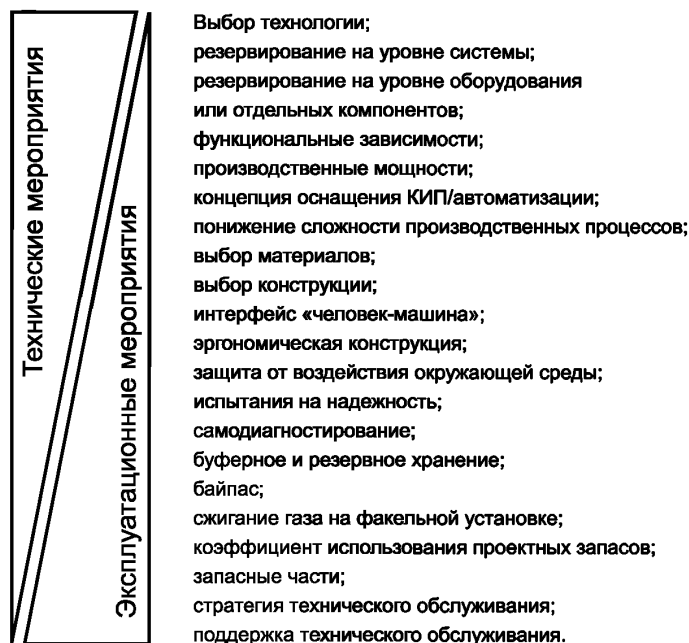 Технические мероприятия
Эксплуатационные мероприятия
Выбор технологии;
резервирование на уровне системы;
резервирование на уровне оборудования
или отдельных компонентов;
функциональные зависимости;
производственные мощности;
концепция оснащения КИП/автоматизации;
понижение сложности производственных процессов;
выбор материалов;
выбор конструкции;
интерфейс «человек-машина»;
эргономическая конструкция;
защита от воздействия окружающей среды;
испытания на надежность;
самодиагностирование;
буферное и резервное хранение;
байпас;
сжигание газа на факельной установке;
коэффициент использования проектных запасов;
запасные части;
стратегия технического обслуживания;
поддержка технического обслуживания.